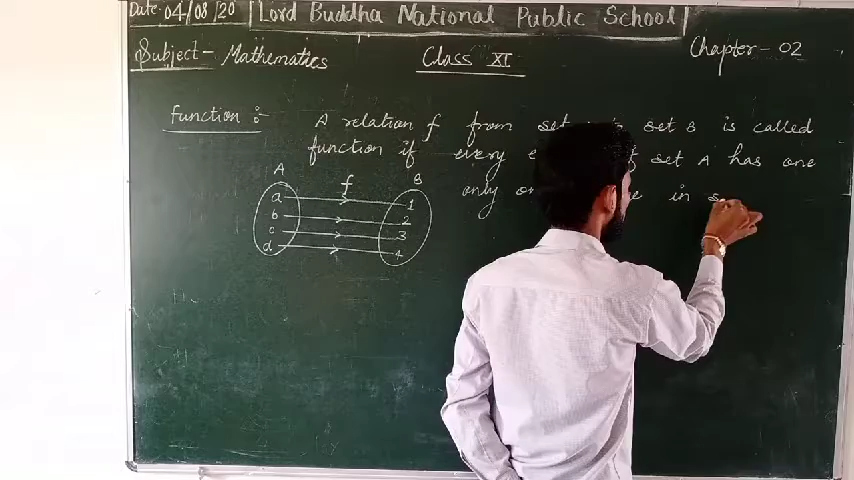 Date- 04/08/20 | Lord Buddha National Public School |
Subject - Mathematics Class XI Chapter - 02
function :- A relation f from set set B is called
function if every set A has one
only in
A f B
a 1
b 2
c 3
d 4